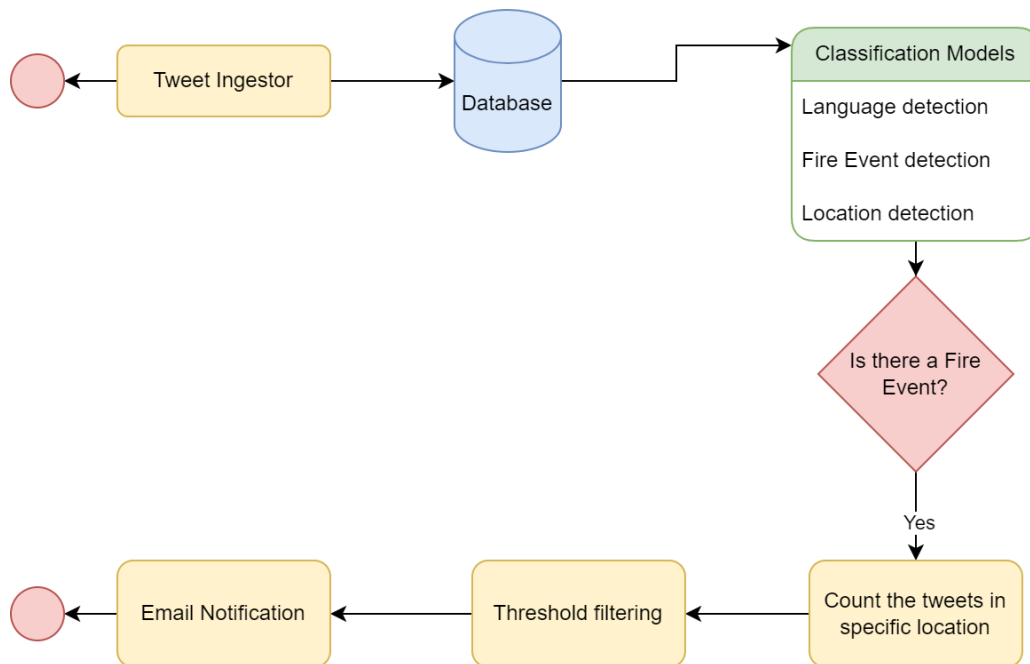 Tweet Ingestor
Database
Classification Models
Language detection
Fire Event detection
Location detection
Is there a Fire
Event?
Yes
Count the tweets in
specific location
Threshold filtering
Email Notification